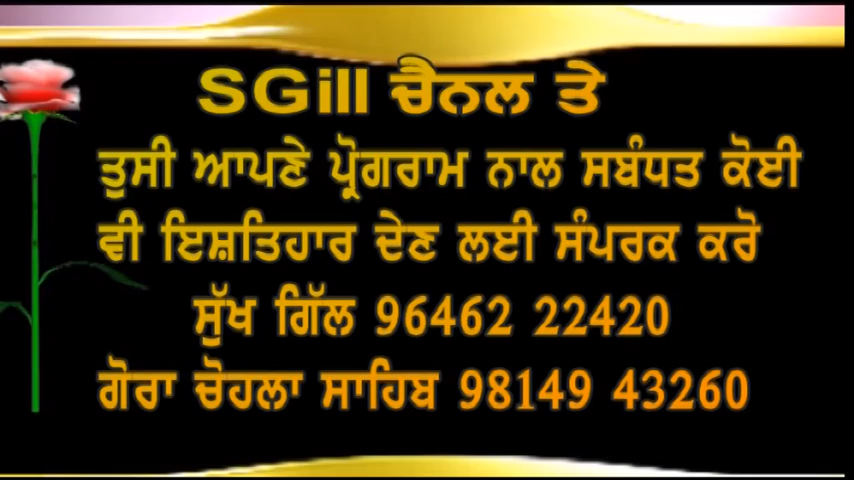 SGill ਚੈਨਲ ਤੇ
ਤੁਸੀ ਆਪਣੇ ਪ੍ਰੋਗਰਾਮ ਨਾਲ ਸਬੰਧਤ ਕੋਈ
ਵੀ ਇਸ਼ਤਿਹਾਰ ਦੇਣ ਲਈ ਸੰਪਰਕ ਕਰੋ
ਸੁੱਖ ਗਿੱਲ 96462 22420
ਗੋਰਾ ਚੋਹਲਾ ਸਾਹਿਬ 98149 43260